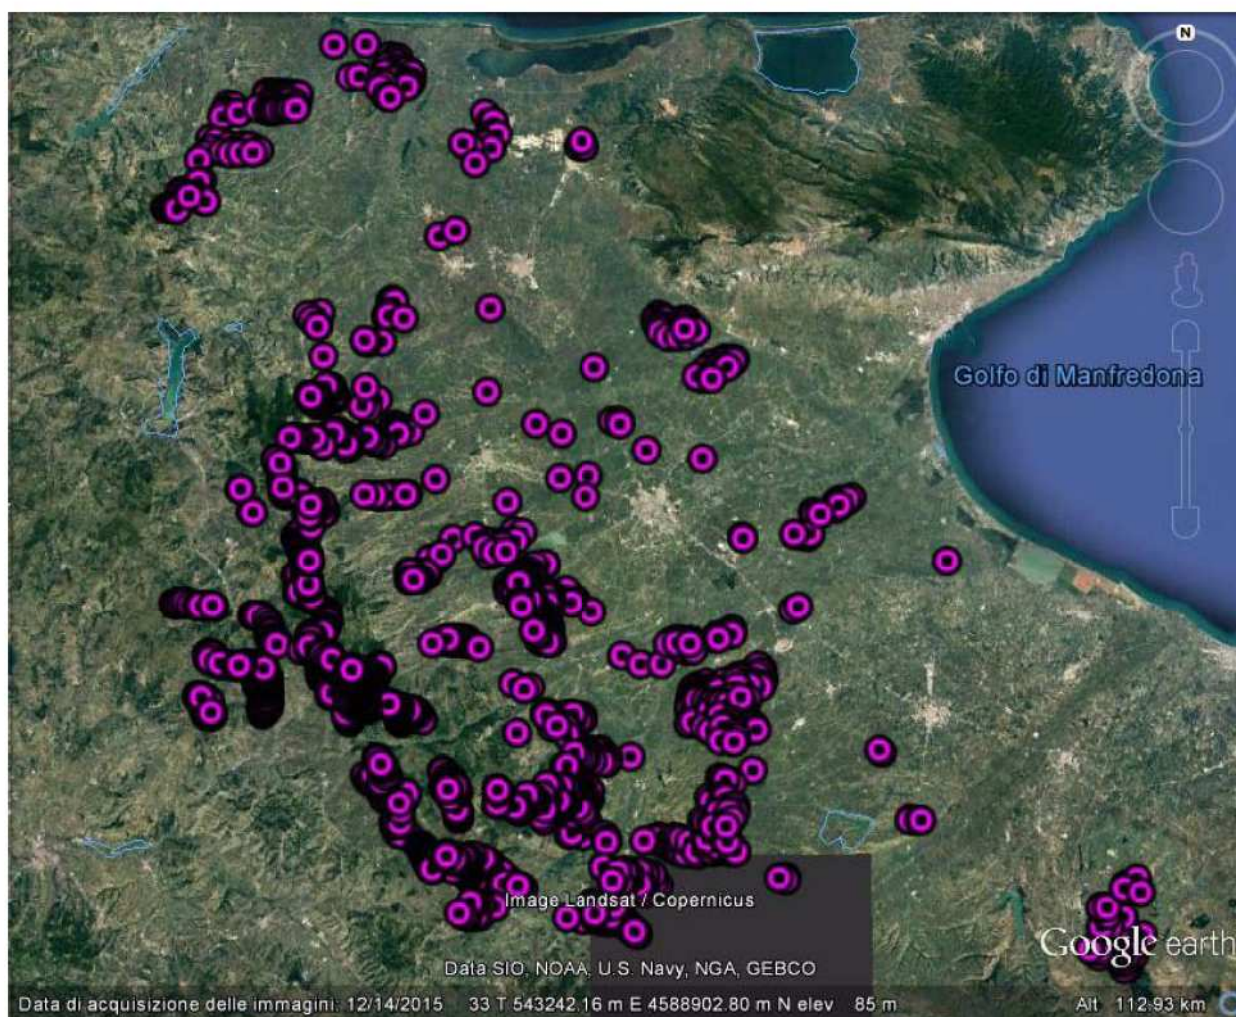 N
Golfo di Manfredonia
Image Landsat / Copernicus
Google earth
Data SIO, NOAA, U.S. Navy, NGA, GEBCO
Data di acquisizione delle immagini: 12/14/2015 33 T 543242.16 m E 4588902.80 m N elev 85 m Alt 112.93 km